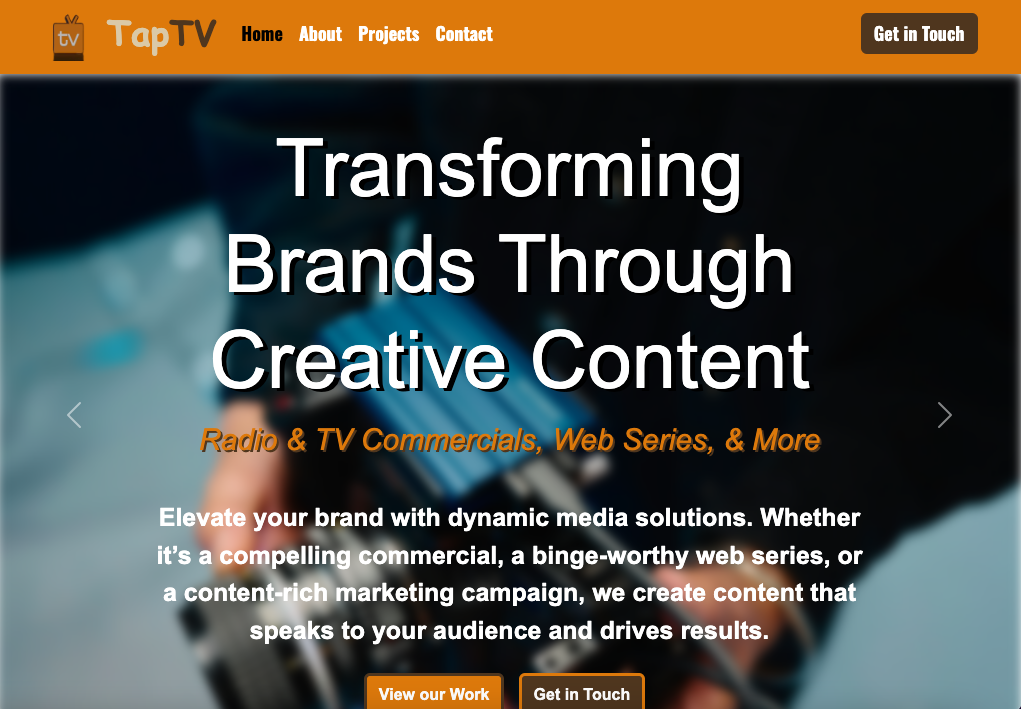 tv
TapTV
Home About Projects Contact
Get in Touch
Transforming
Brands Through
Creative Content
Radio & TV Commercials, Web Series, & More
Elevate your brand with dynamic media solutions. Whether
it’s a compelling commercial, a binge-worthy web series, or
a content-rich marketing campaign, we create content that
speaks to your audience and drives results.
View our Work Get in Touch